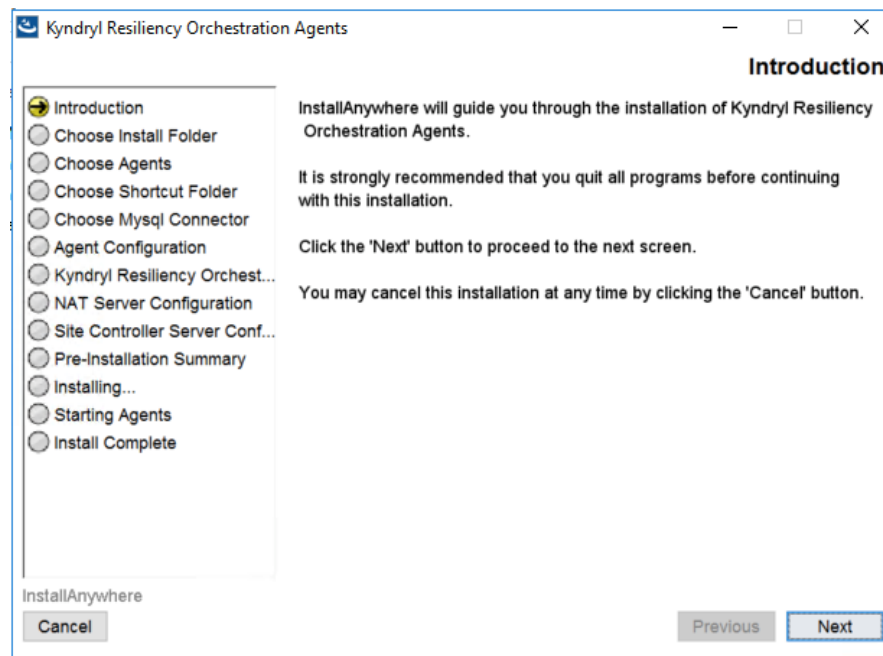 Kyndryl Resiliency Orchestration Agents
Introduction
Introduction
Choose Install Folder
Choose Agents
Choose Shortcut Folder
Choose Mysql Connector
Agent Configuration
Kyndryl Resiliency Orchest...
NAT Server Configuration
Site Controller Server Conf...
Pre-Installation Summary
Installing...
Starting Agents
Install Complete
InstallAnywhere will guide you through the installation of Kyndryl Resiliency
Orchestration Agents.
It is strongly recommended that you quit all programs before continuing
with this installation.
Click the 'Next' button to proceed to the next screen.
You may cancel this installation at any time by clicking the 'Cancel' button.
InstallAnywhere
Cancel
Previous
Next